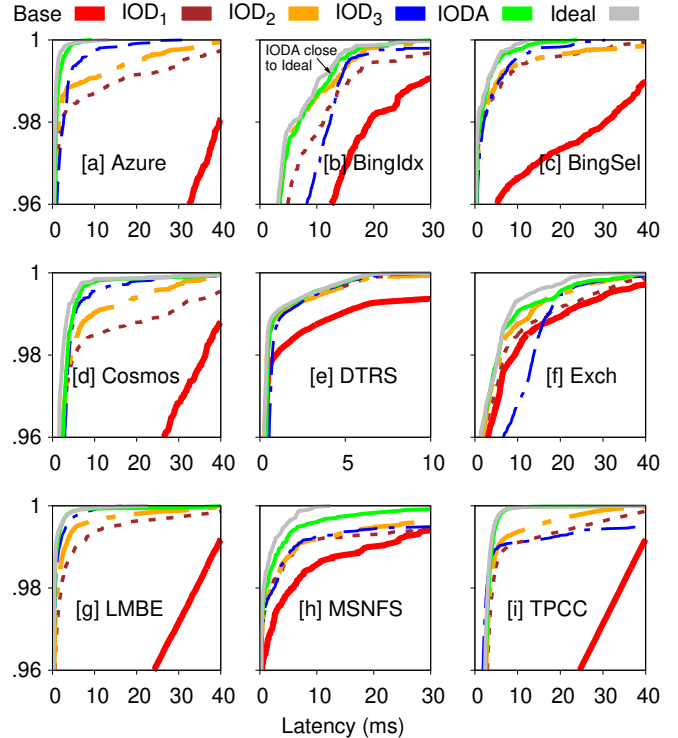 Base IOD₁ IOD₂ IOD₃ IODA Ideal
1
.98
.96
0 10 20 30 40
[a] Azure
IODA close
to Ideal
[b] BingIdx
0 10 20 30
[c] BingSel
0 10 20 30 40
1
.98
.96
[d] Cosmos
0 10 20 30 40
[e] DTRS
0 5 10
[f] Exch
0 10 20 30 40
1
.98
.96
[g] LMBE
0 10 20 30 40
[h] MSNFS
0 10 20 30
[i] TPCC
0 10 20 30 40
Latency (ms)